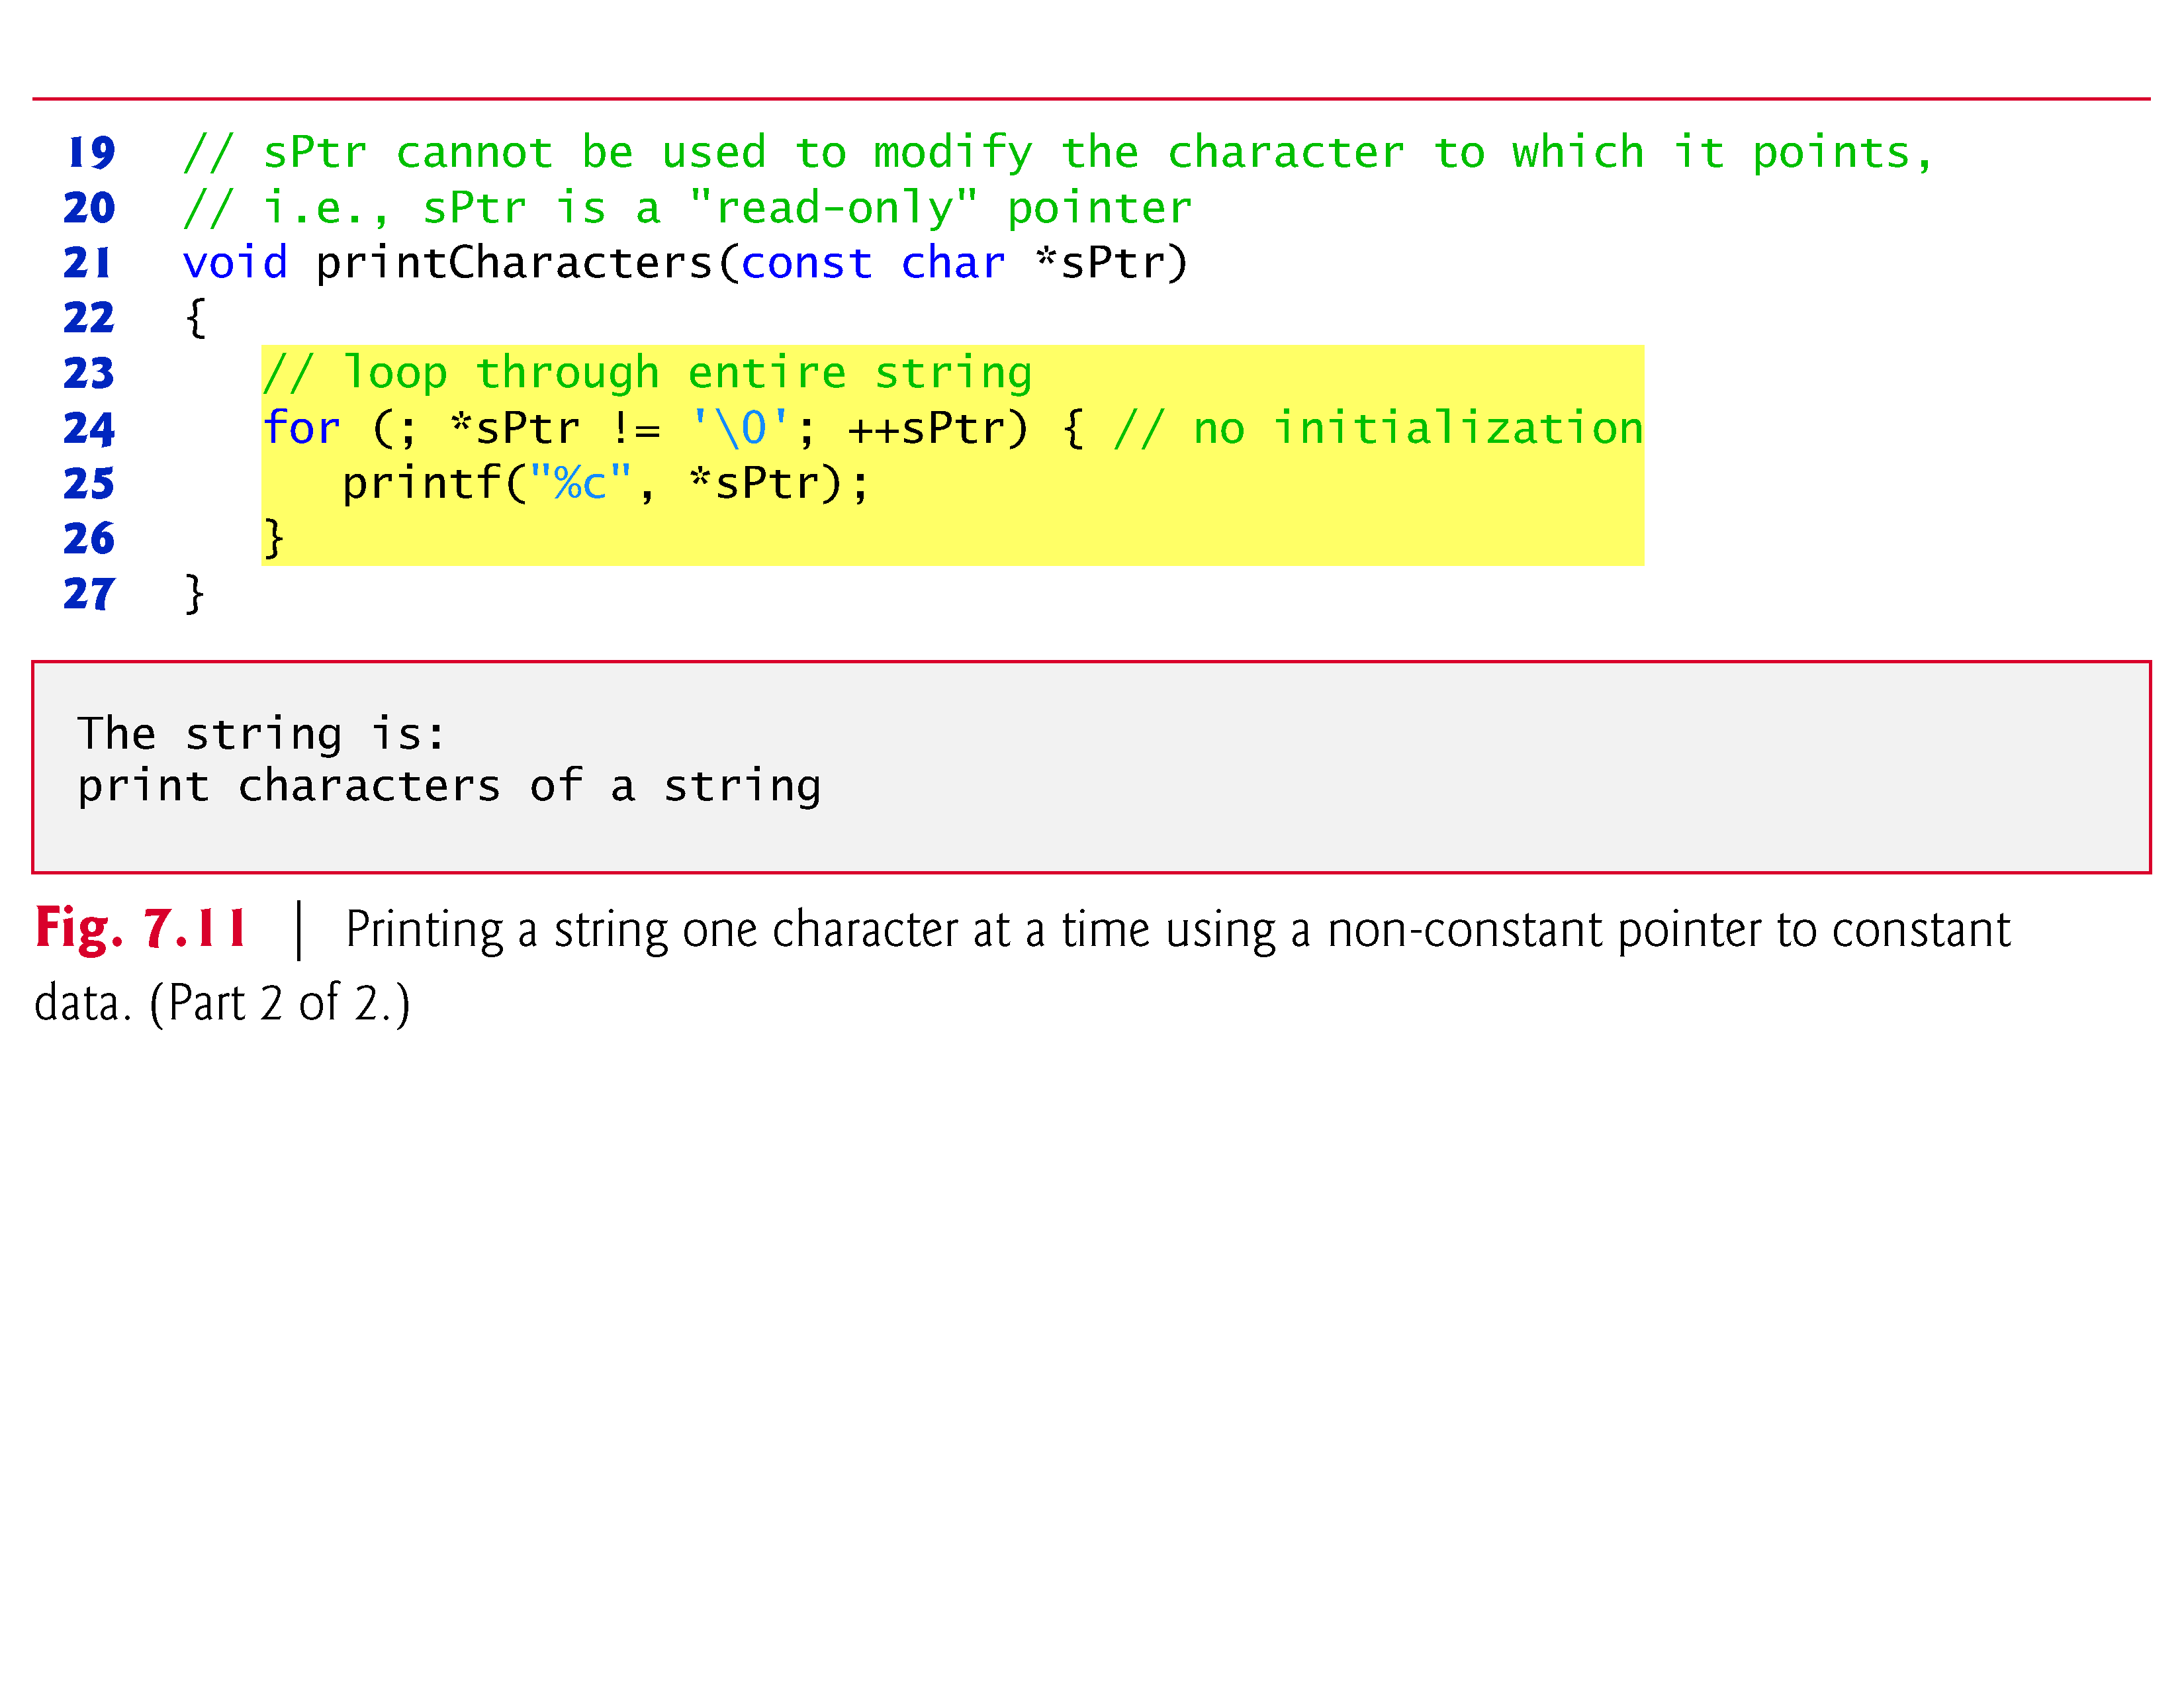 19 // sPtr cannot be used to modify the character to which it points,
20 // i.e., sPtr is a "read-only" pointer
21 void printCharacters(const char *sPtr)
22 {
23    // loop through entire string
24    for (; *sPtr != '\0'; ++sPtr) { // no initialization
25       printf("%c", *sPtr);
26    }
27 }
The string is:
print characters of a string
Fig. 7.11 | Printing a string one character at a time using a non-constant pointer to constant
data. (Part 2 of 2.)